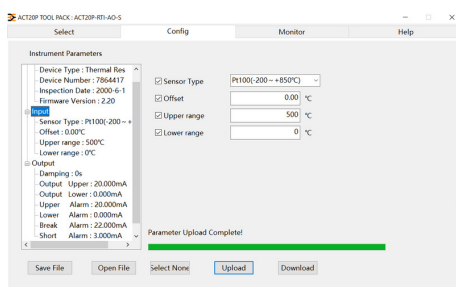 ACT20P TOOL PACK : ACT20P-RTI-AO-S
Select Config Monitor Help
Instrument Parameters
Device Type : Thermal Res
Device Number : 7864417
Inspection Date : 2000-6-1
Firmware Version : 2.20
Input
Sensor Type : Pt100(-200~+
Offset : 0.00℃
Upper range : 500℃
Lower range : 0℃
Output
Damping : 0s
Output Upper : 20.000mA
Output Lower : 0.000mA
Upper Alarm : 20.000mA
Lower Alarm : 0.000mA
Break Alarm : 22.000mA
Short Alarm : 3.000mA
Sensor Type Pt100(-200~+850℃)
Offset 0.00 ℃
Upper range 500 ℃
Lower range 0 ℃
Parameter Upload Complete!
Save File Open File Select None Upload Download